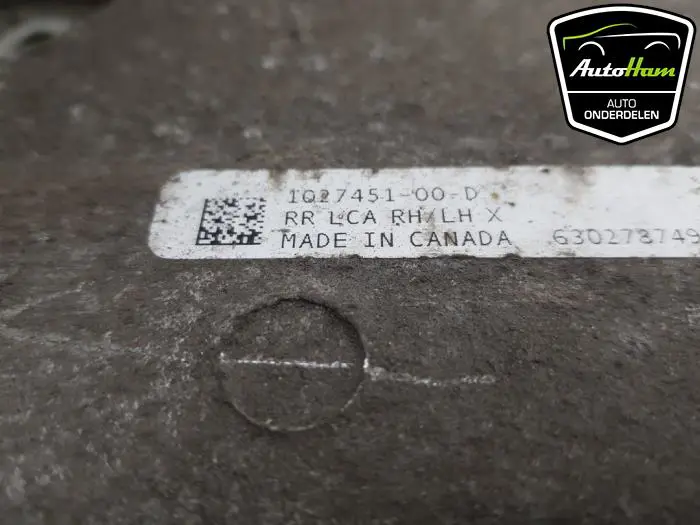 AutoHam
AUTO
ONDERDELEN
1027451-00-D
RR LCA RH/LH X
MADE IN CANADA 630278749